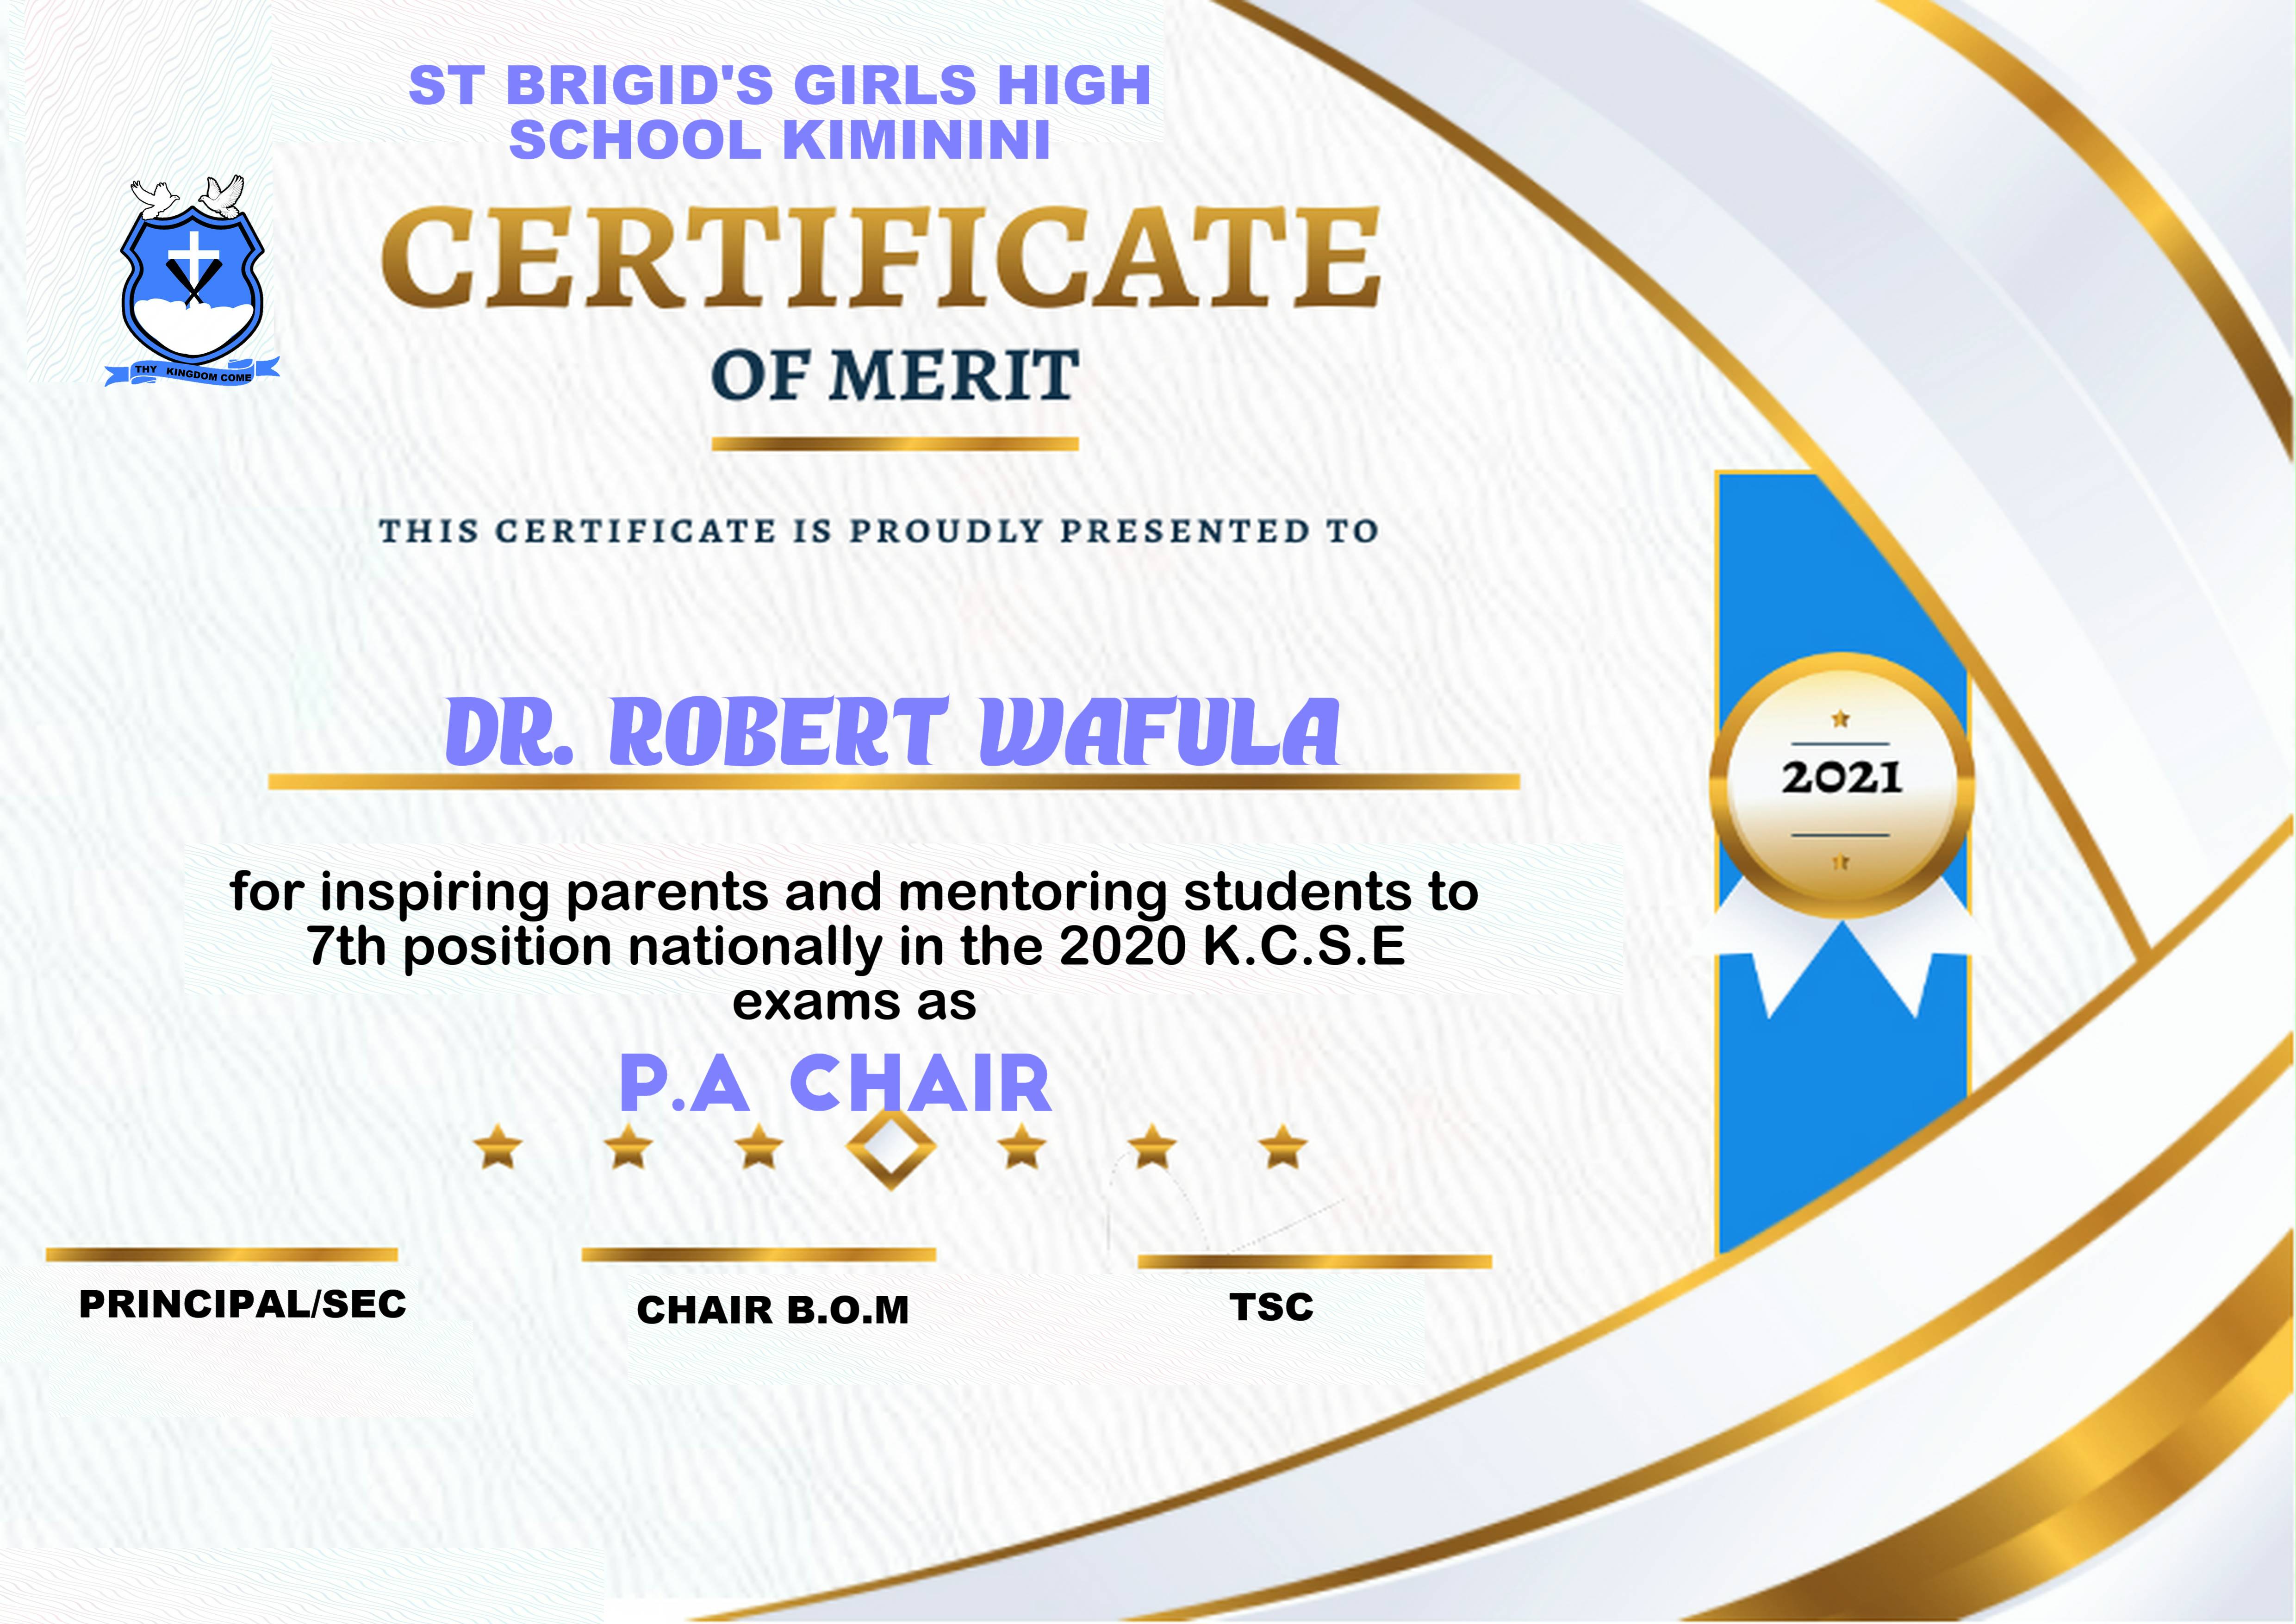 ST BRIGID'S GIRLS HIGH
SCHOOL KIMININI
CERTIFICATE
OF MERIT
THY KINGDOM COME
THIS CERTIFICATE IS PROUDLY PRESENTED TO
DR. ROBERT WAFULA
2021
for inspiring parents and mentoring students to
7th position nationally in the 2020 K.C.S.E
exams as
P.A CHAIR
PRINCIPAL/SEC
CHAIR B.O.M
TSC